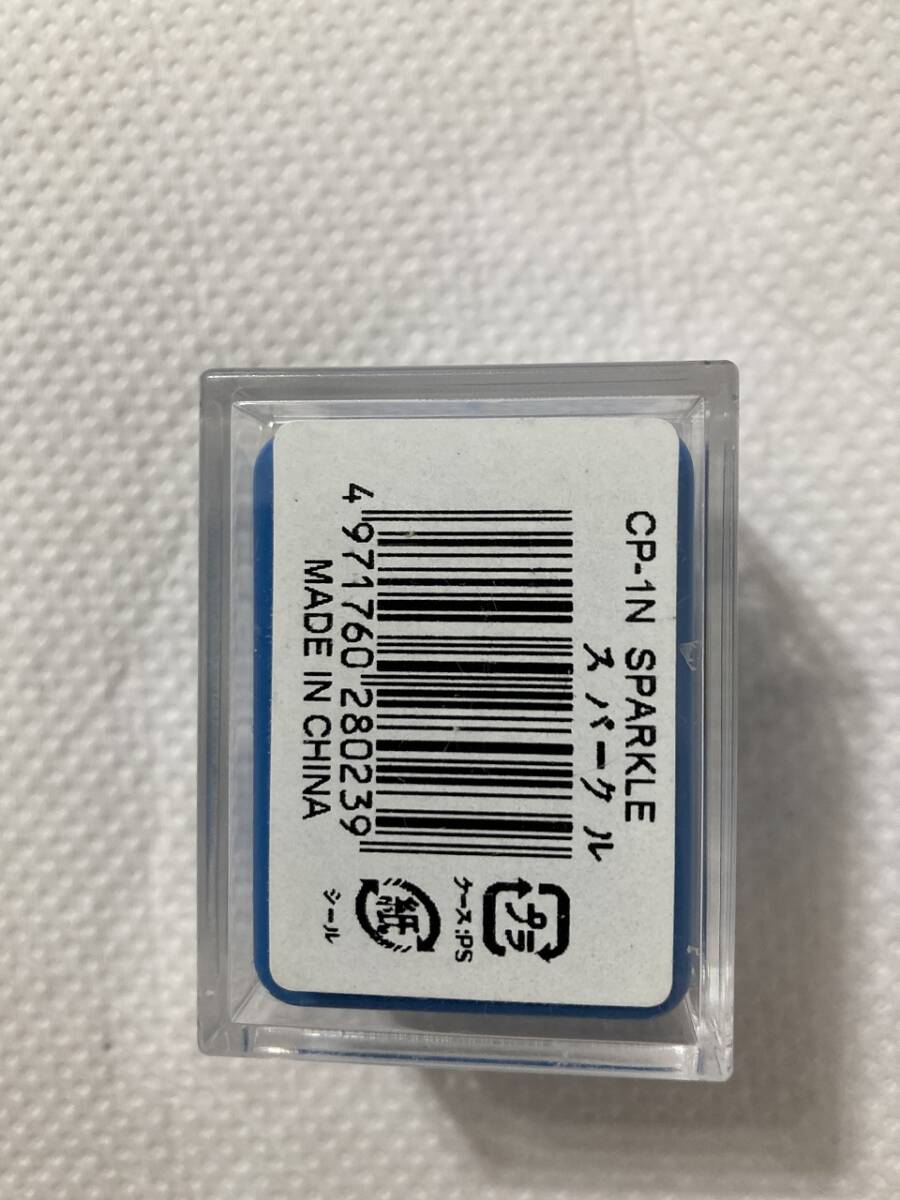 CP-1N SPARKLE
スパークル
4 971760 280239
MADE IN CHINA
プラ
ケース:PS
紙
シール